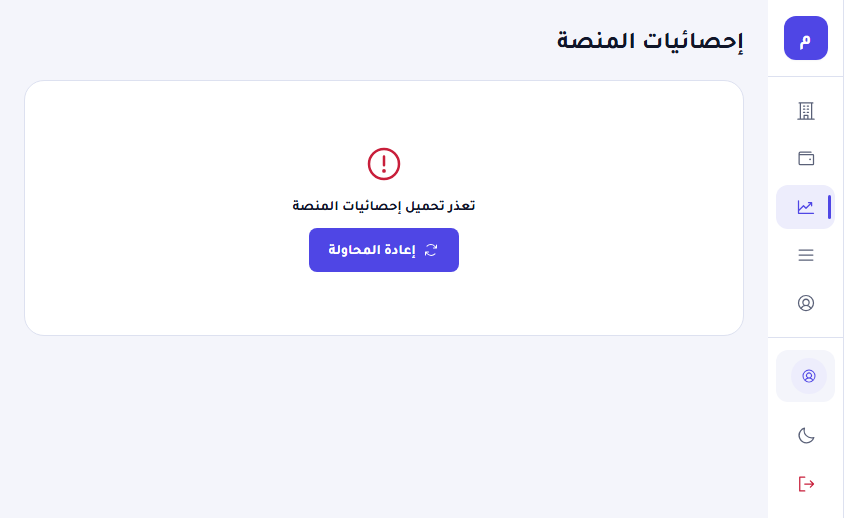 م
إحصائيات المنصة
تعذر تحميل إحصائيات المنصة
إعادة المحاولة